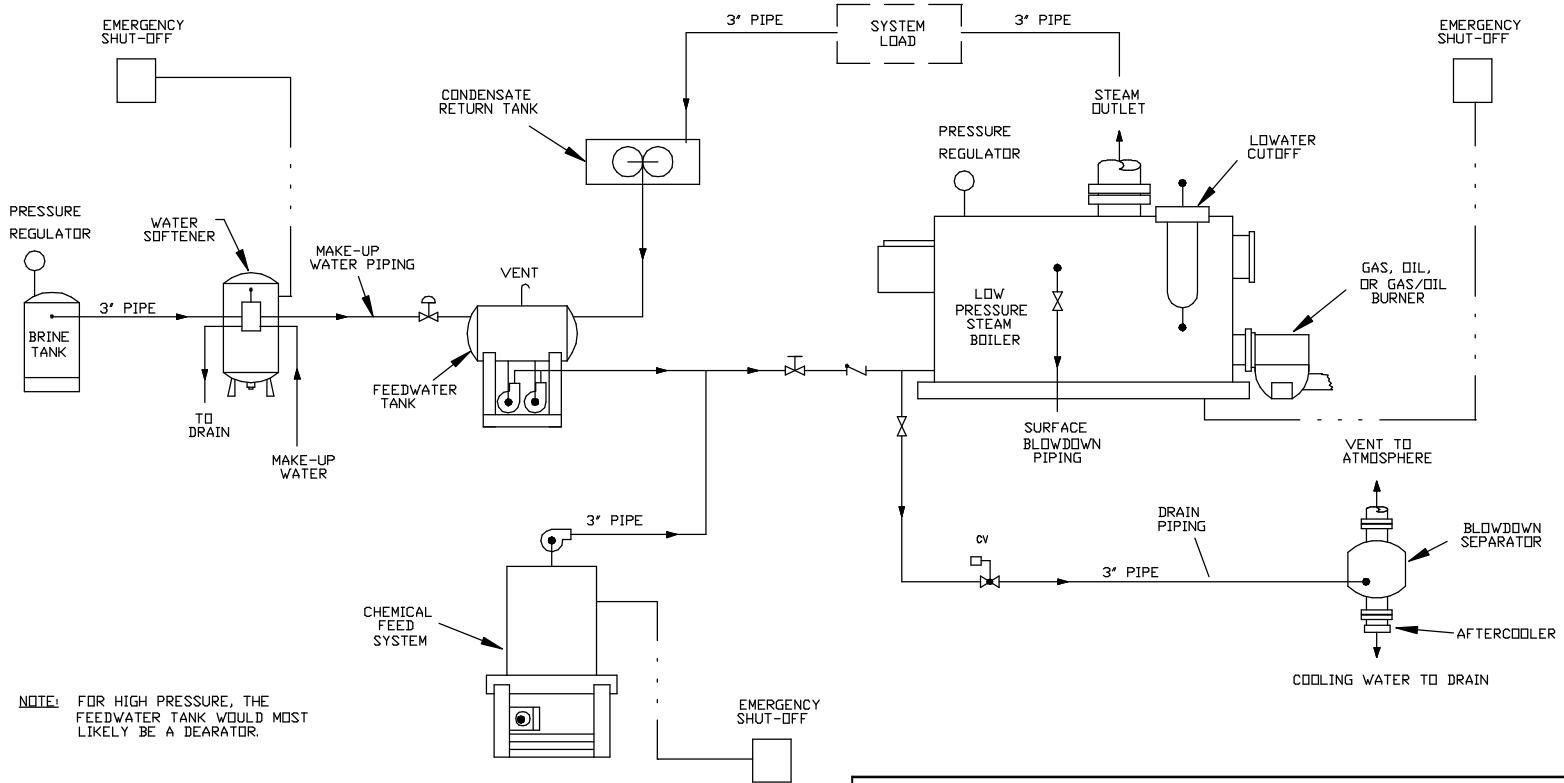 EMERGENCY
SHUT-OFF
3" PIPE
SYSTEM
LOAD
3" PIPE
EMERGENCY
SHUT-OFF
CONDENSATE
RETURN TANK
STEAM
OUTLET
PRESSURE
REGULATOR
LOWATER
CUTOFF
PRESSURE
REGULATOR
WATER
SOFTENER
MAKE-UP
WATER PIPING
VENT
GAS, OIL,
OR GAS/OIL
BURNER
3" PIPE
LOW
PRESSURE
STEAM
BOILER
BRINE
TANK
FEEDWATER
TANK
TO
DRAIN
MAKE-UP
WATER
SURFACE
BLOWDOWN
PIPING
VENT TO
ATMOSPHERE
3" PIPE
DRAIN
PIPING
BLOWDOWN
SEPARATOR
CV
3" PIPE
CHEMICAL
FEED
SYSTEM
AFTERCOOLER
COOLING WATER TO DRAIN
NOTE: FOR HIGH PRESSURE, THE
FEEDWATER TANK WOULD MOST
LIKELY BE A DEARATOR.
EMERGENCY
SHUT-OFF